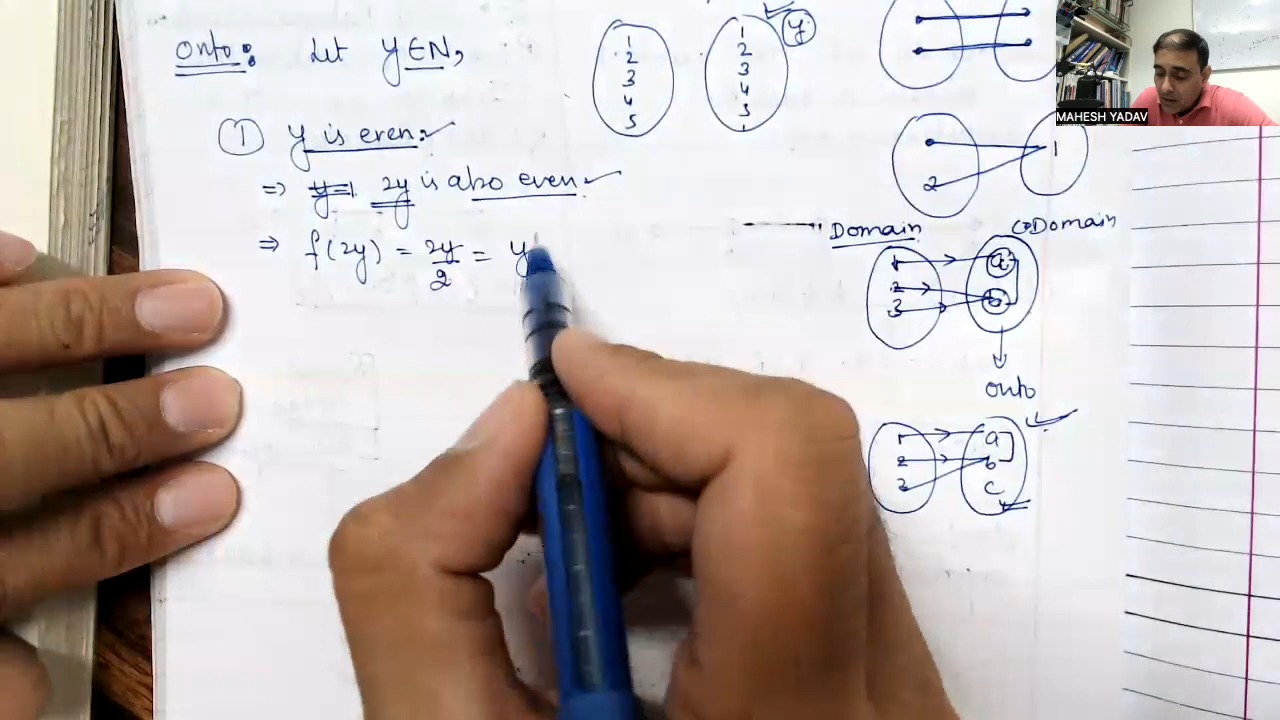 Onto: Let y ∈ N,
① y is even:
⇒ y=1 2y is also even
⇒ f(2y) = 2y/2 = y
1
2
3
4
5
1
2
3
4
5
y
1
2
Domain
CoDomain
1
2
3
a
b
onto
1
2
3
a
b
c
MAHESH YADAV